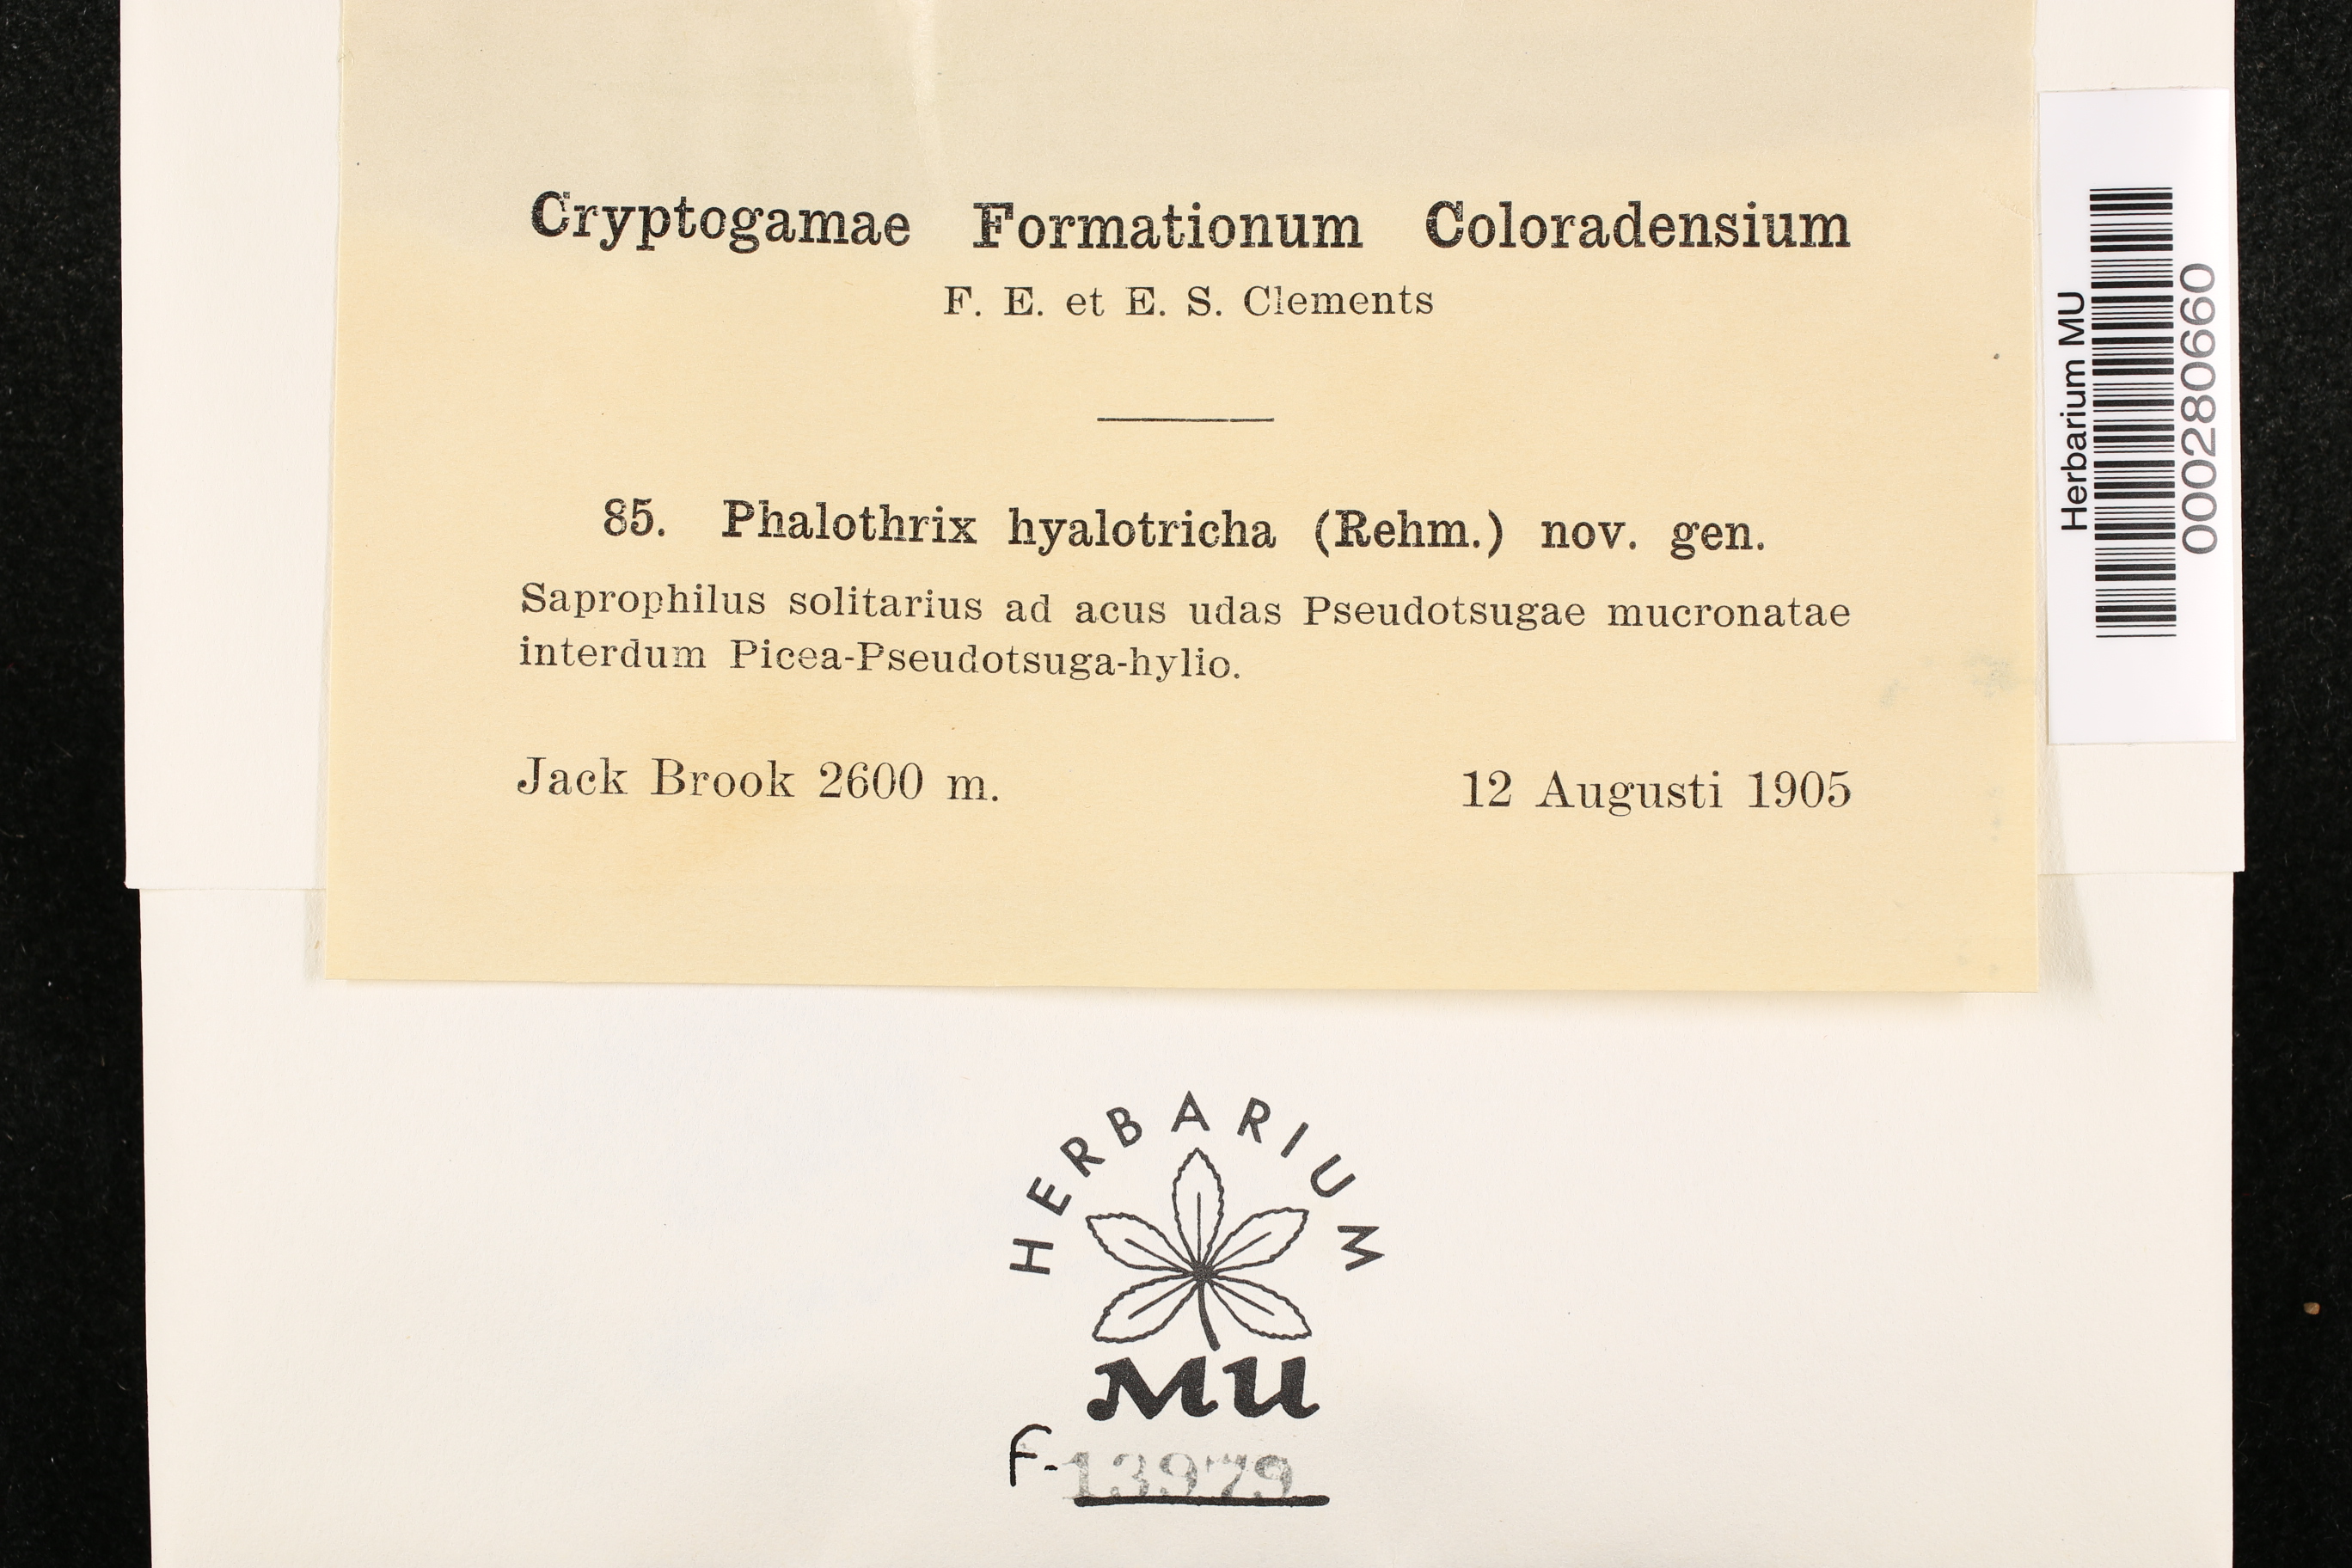 Cryptogamae Formationum Coloradensium
F. E. et E. S. Clements
85. Phalothrix hyalotricha (Rehm.) nov. gen.
Saprophilus solitarius ad acus udas Pseudotsugae mucronatae
interdum Picea-Pseudotsuga-hylio.
Jack Brook 2600 m. 12 Augusti 1905
Herbarium MU
000280660
HERBARIUM
MU
F-13979